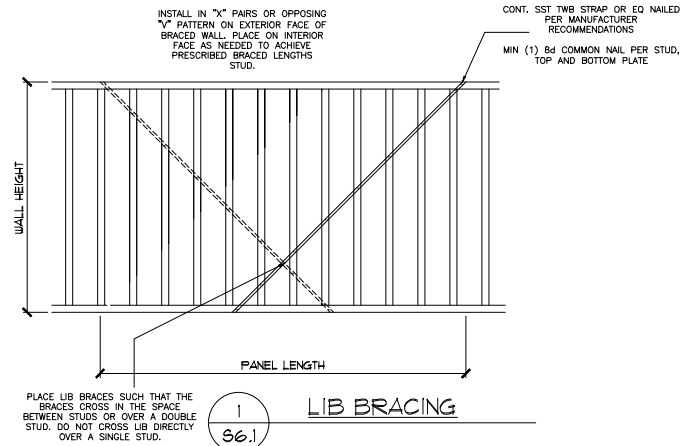 INSTALL IN "X" PAIRS OR OPPOSING
"V" PATTERN ON EXTERIOR FACE OF
BRACED WALL. PLACE ON INTERIOR
FACE AS NEEDED TO ACHIEVE
PRESCRIBED BRACED LENGTHS
STUD.
CONT. SST TWB STRAP OR EQ NAILED
PER MANUFACTURER
RECOMMENDATIONS
MIN (1) 8d COMMON NAIL PER STUD,
TOP AND BOTTOM PLATE
WALL HEIGHT
PANEL LENGTH
PLACE LIB BRACES SUCH THAT THE
BRACES CROSS IN THE SPACE
BETWEEN STUDS OR OVER A DOUBLE
STUD. DO NOT CROSS LIB DIRECTLY
OVER A SINGLE STUD.
1
S6.1
LIB BRACING